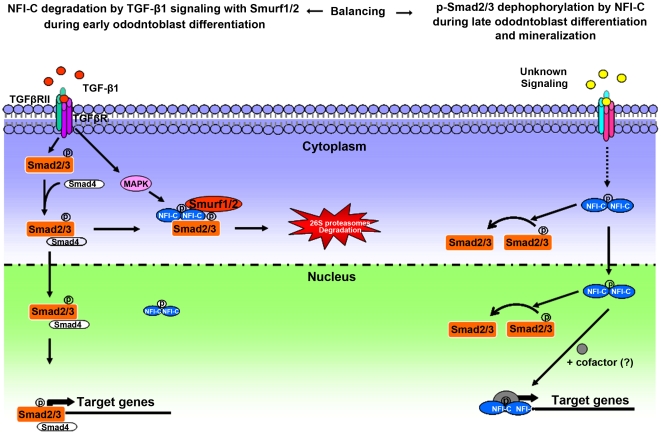 NFI-C degradation by TGF-β1 signaling with Smurf1/2
during early ododntoblast differentiation
Balancing
p-Smad2/3 dephophorylation by NFI-C
during late ododntoblast differentiation
and mineralization
TGF-β1
TGFβRII
TGFβR
Unknown
Signaling
Cytoplasm
p
Smad2/3
Smad4
MAPK
p
Smad2/3
Smad4
p
Smurf1/2
NFI-C
NFI-C
p
Smad2/3
26S proteasomes
Degradation
p
NFI-C
NFI-C
Smad2/3
p
Smad2/3
Nucleus
p
Smad2/3
Smad4
p
NFI-C
NFI-C
p
NFI-C
NFI-C
Smad2/3
p
Smad2/3
+ cofactor (?)
p
Smad2/3
Smad4
Target genes
p
NFI-C
NFI-
Target genes